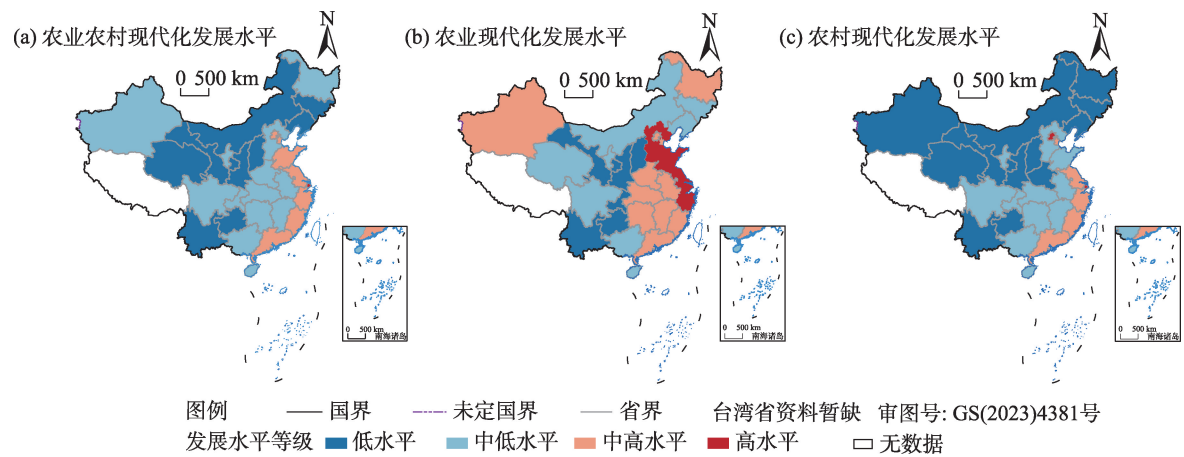 (a) 农业农村现代化发展水平
N
0 500 km
0 500 km
南海诸岛
(b) 农业现代化发展水平
N
0 500 km
0 500 km
南海诸岛
(c) 农村现代化发展水平
N
0 500 km
0 500 km
南海诸岛
图例 国界 未定国界 省界 台湾省资料暂缺 审图号: GS(2023)4381号
发展水平等级 低水平 中低水平 中高水平 高水平 无数据